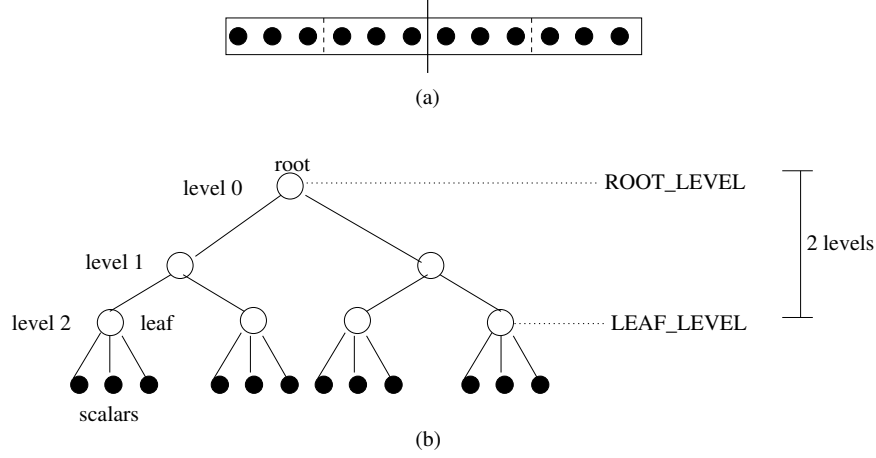 (a)
root
level 0
ROOT_LEVEL
2 levels
level 1
level 2
leaf
LEAF_LEVEL
scalars
(b)